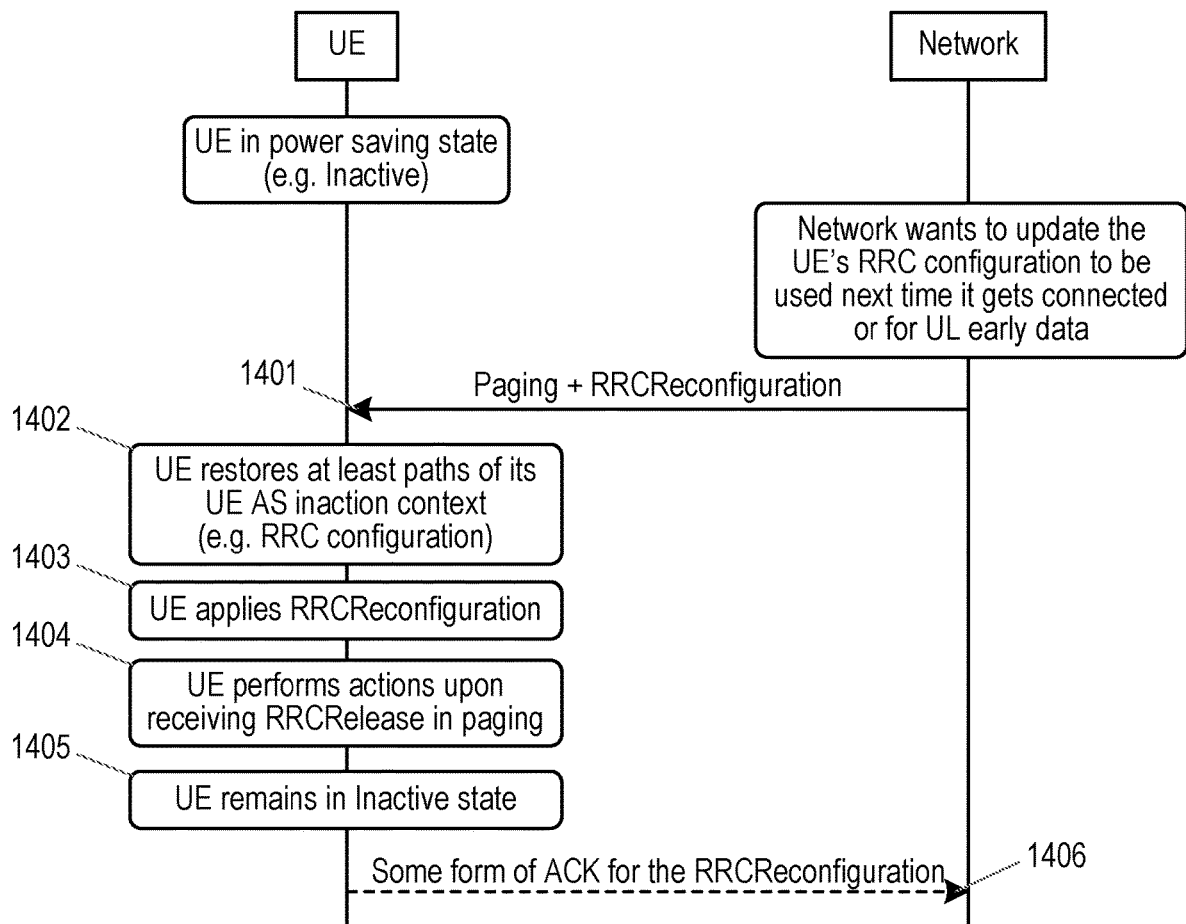 UE
Network
UE in power saving state
(e.g. Inactive)
Network wants to update the
UE's RRC configuration to be
used next time it gets connected
or for UL early data
1401
Paging + RRCReconfiguration
1402
UE restores at least paths of its
UE AS inaction context
(e.g. RRC configuration)
1403
UE applies RRCReconfiguration
1404
UE performs actions upon
receiving RRCRelease in paging
1405
UE remains in Inactive state
Some form of ACK for the RRCReconfiguration
1406